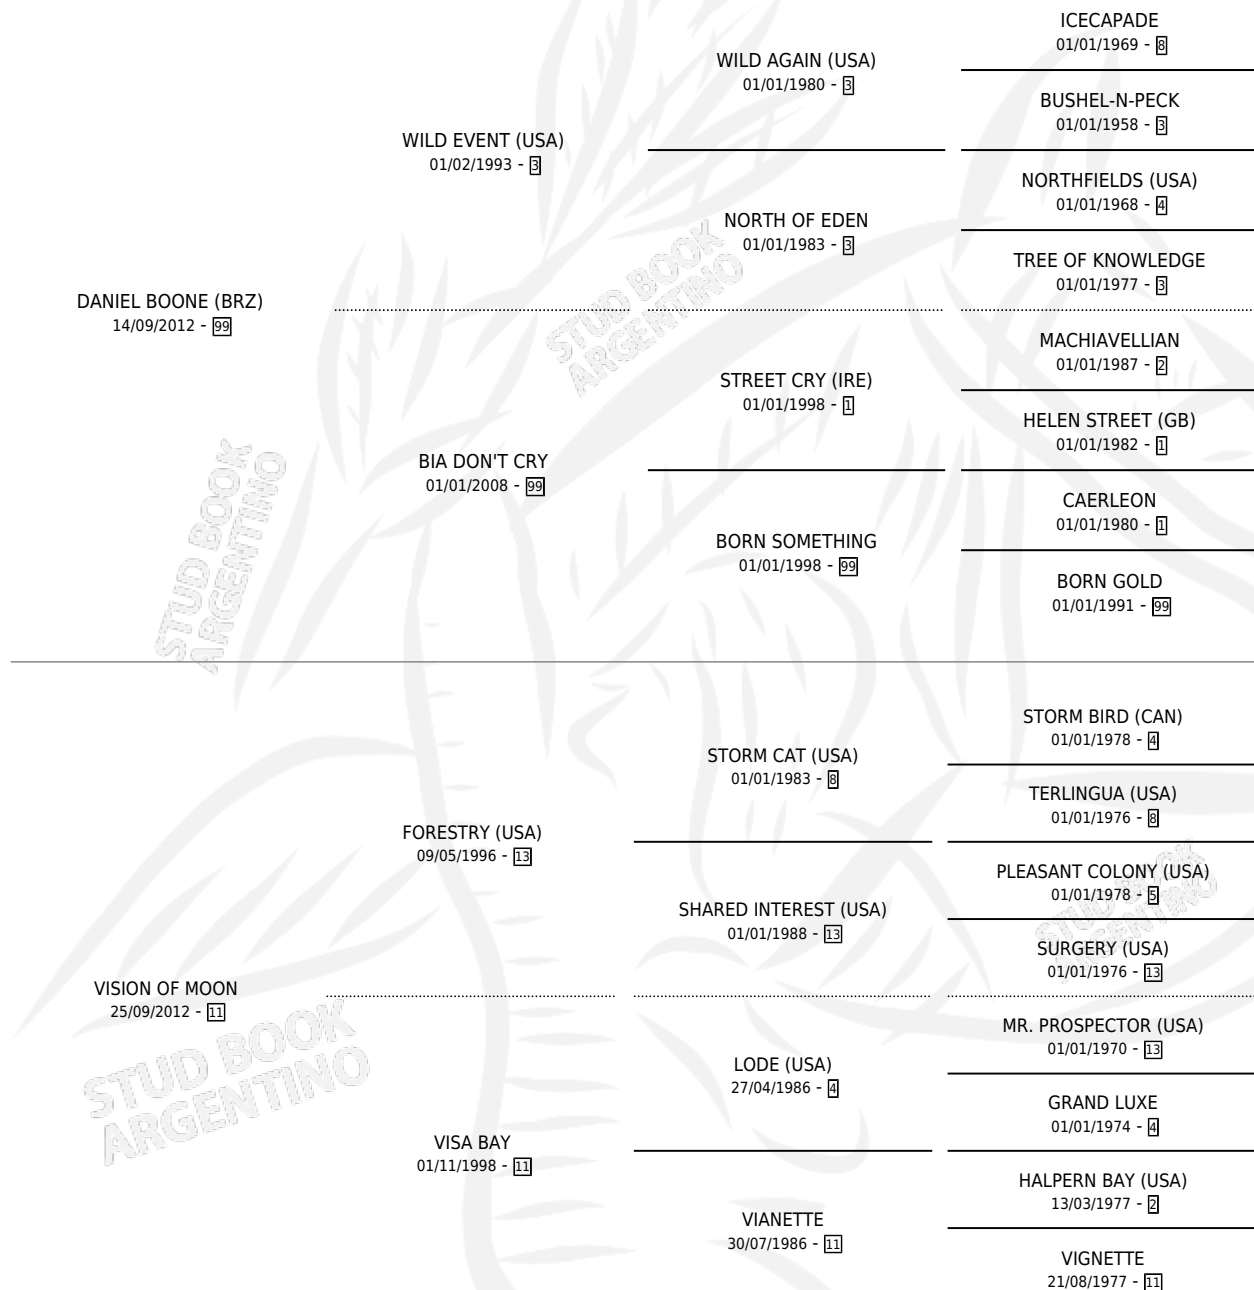 ICECAPADE
01/01/1969 - 8
WILD AGAIN (USA)
01/01/1980 - 3
BUSHEL-N-PECK
01/01/1958 - 3
WILD EVENT (USA)
01/02/1993 - 3
NORTHFIELDS (USA)
01/01/1968 - 4
NORTH OF EDEN
01/01/1983 - 3
TREE OF KNOWLEDGE
01/01/1977 - 3
DANIEL BOONE (BRZ)
14/09/2012 - 99
STUD BOOK
ARGENTINO
MACHIAVELLIAN
01/01/1987 - 2
STREET CRY (IRE)
01/01/1998 - 1
HELEN STREET (GB)
01/01/1982 - 1
BIA DON'T CRY
01/01/2008 - 99
CAERLEON
01/01/1980 - 1
BORN SOMETHING
01/01/1998 - 99
BORN GOLD
01/01/1991 - 99
STUD BOOK
ARGENTINO
STORM BIRD (CAN)
01/01/1978 - 4
STORM CAT (USA)
01/01/1983 - 8
TERLINGUA (USA)
01/01/1976 - 8
FORESTRY (USA)
09/05/1996 - 13
PLEASANT COLONY (USA)
01/01/1978 - 5
SHARED INTEREST (USA)
01/01/1988 - 13
STUD BOOK
ARGENTINO
SURGERY (USA)
01/01/1976 - 13
VISION OF MOON
25/09/2012 - 11
MR. PROSPECTOR (USA)
01/01/1970 - 13
LODE (USA)
27/04/1986 - 4
STUD BOOK
ARGENTINO
GRAND LUXE
01/01/1974 - 4
VISA BAY
01/11/1998 - 11
HALPERN BAY (USA)
13/03/1977 - 2
VIANETTE
30/07/1986 - 11
VIGNETTE
21/08/1977 - 11